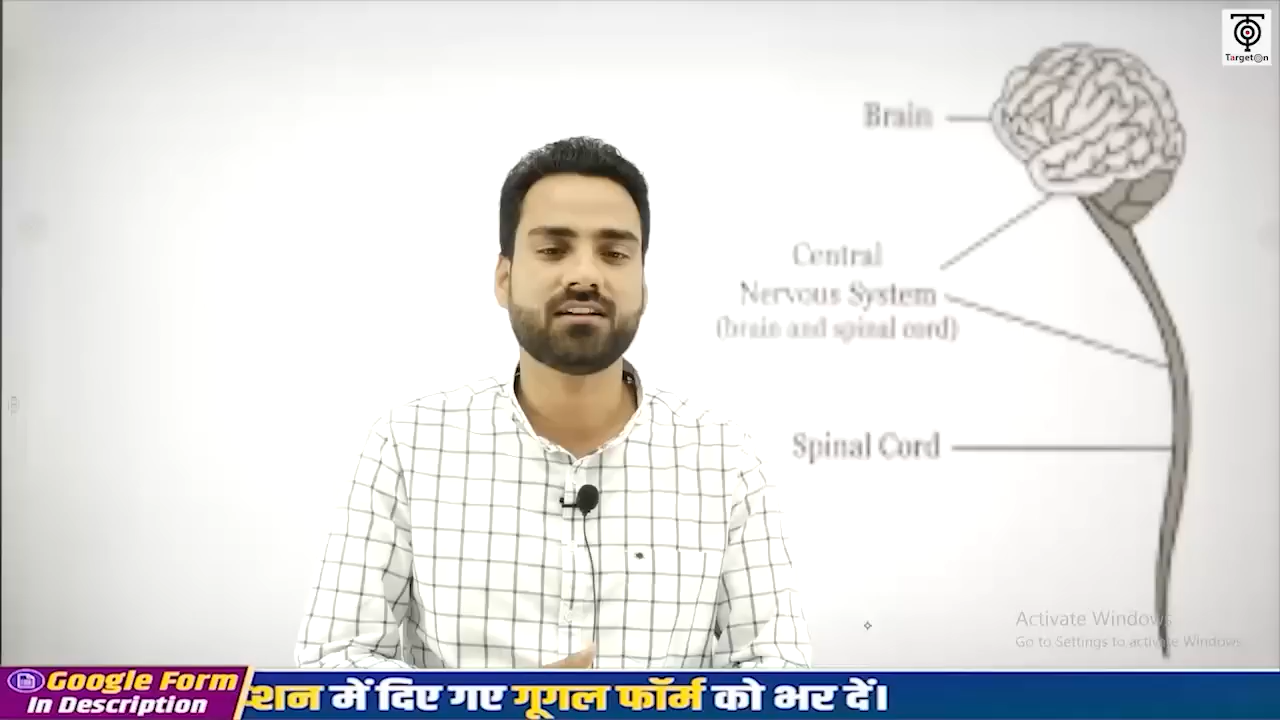 TargetOn
Brain
Central
Nervous System
(brain and spinal cord)
Spinal Cord
Activate Windows
Go to Settings to activate Windows.
Google Form
In Description
में दिए गए गूगल फॉर्म को भर दें।